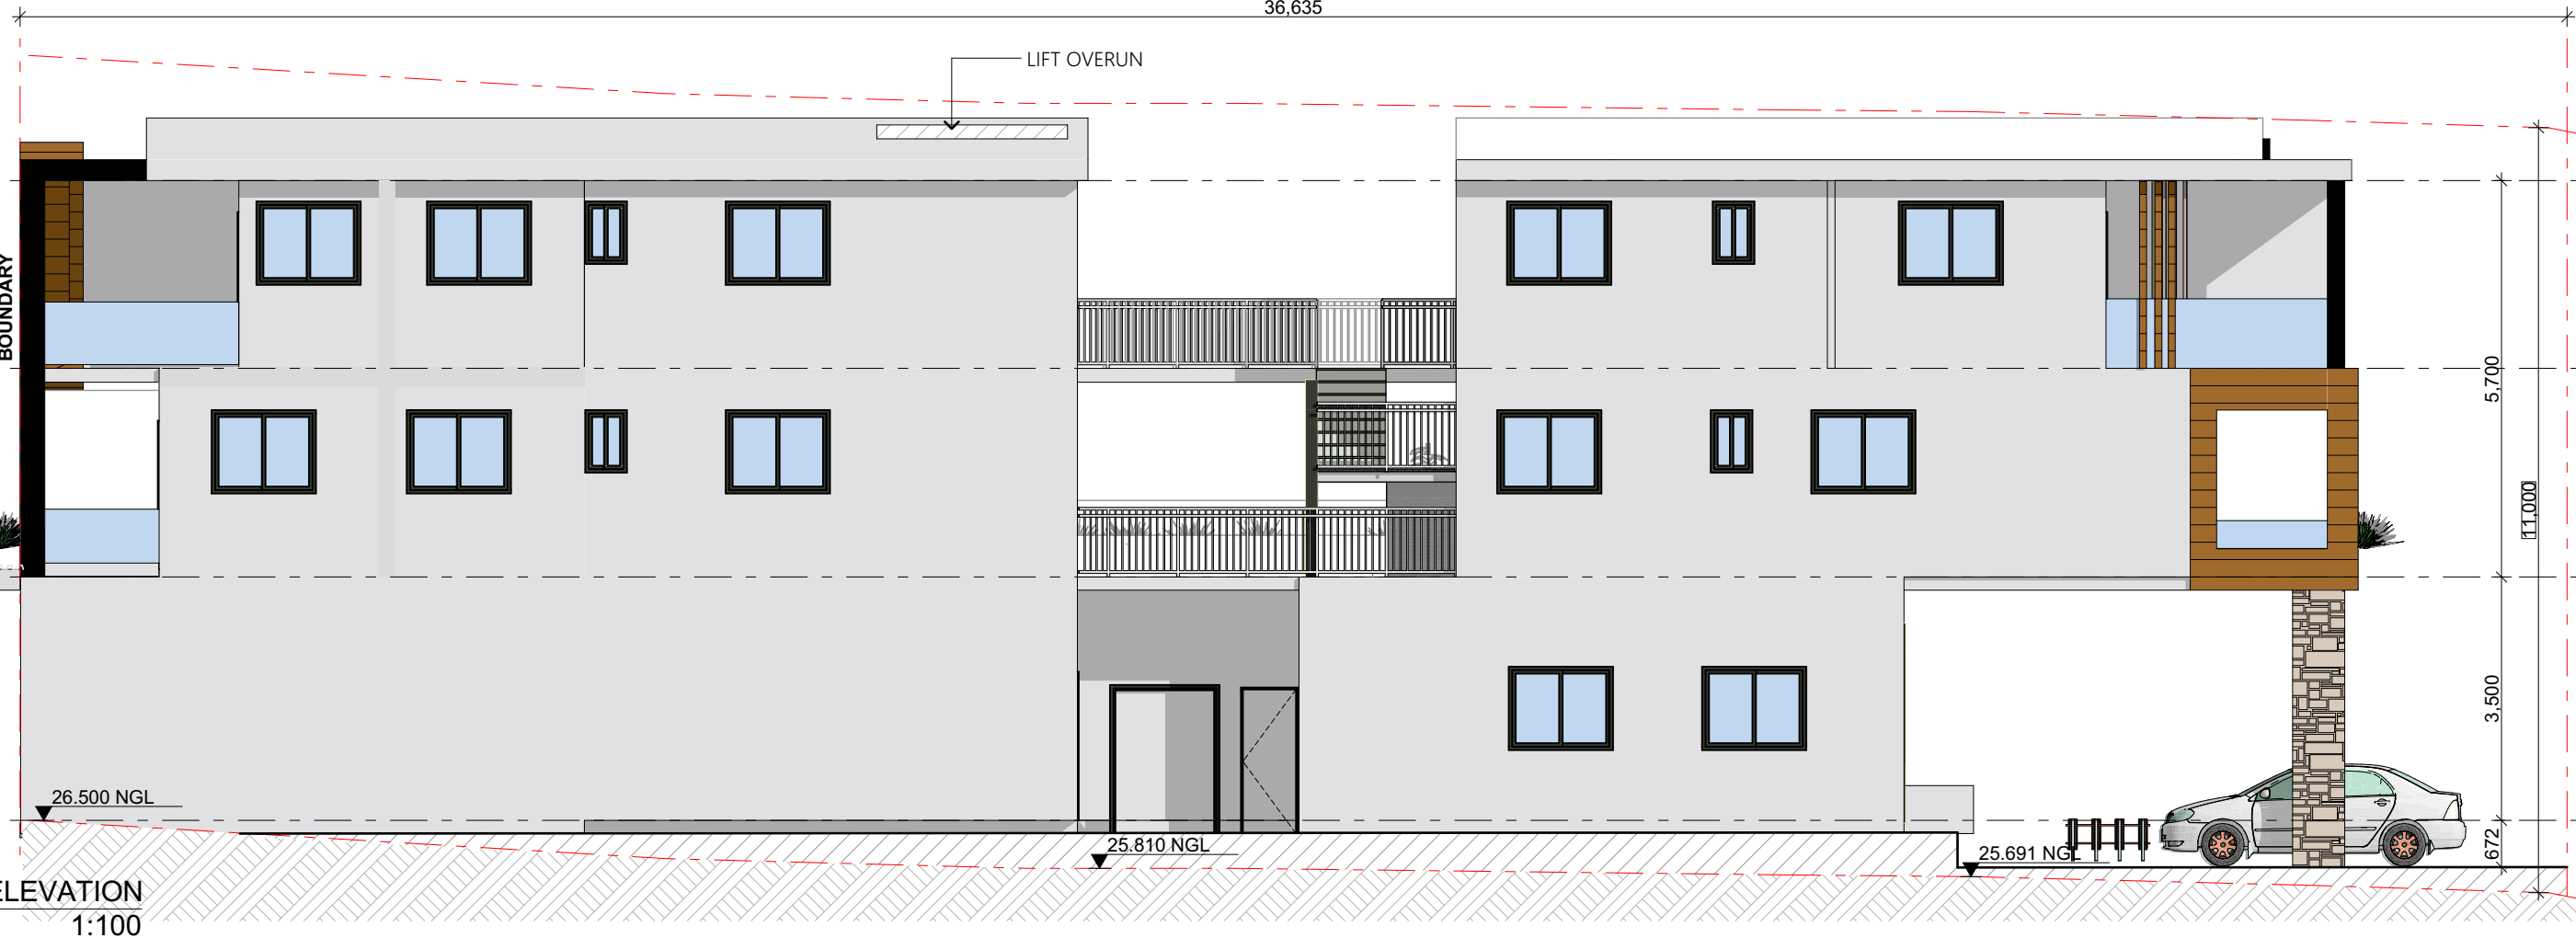 36,635
LIFT OVERUN
BOUNDARY
5,700
11,000
3,500
26.500 NGL
25.810 NGL
25.691 NGL
672
ELEVATION
1:100